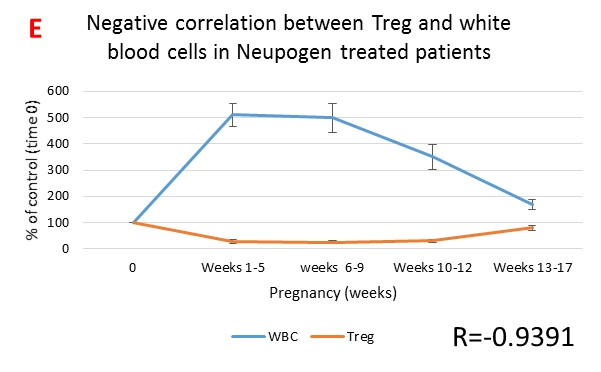 E
Negative correlation between Treg and white
blood cells in Neupogen treated patients
% of control (time 0)
600
500
400
300
200
100
0
0 Weeks 1-5 weeks 6-9 Weeks 10-12 Weeks 13-17
Pregnancy (weeks)
WBC Treg
R=-0.9391